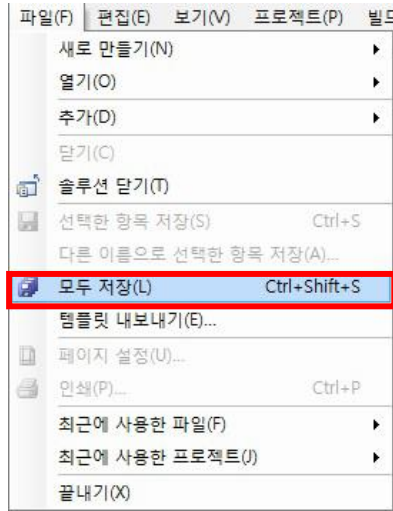 파일(F) 편집(E) 보기(V) 프로젝트(P) 빌드
새로 만들기(N)
열기(O)
추가(D)
닫기(C)
솔루션 닫기(T)
선택한 항목 저장(S) Ctrl+S
다른 이름으로 선택한 항목 저장(A)...
모두 저장(L) Ctrl+Shift+S
템플릿 내보내기(E)...
페이지 설정(U)...
인쇄(P)... Ctrl+P
최근에 사용한 파일(F)
최근에 사용한 프로젝트(J)
끝내기(X)